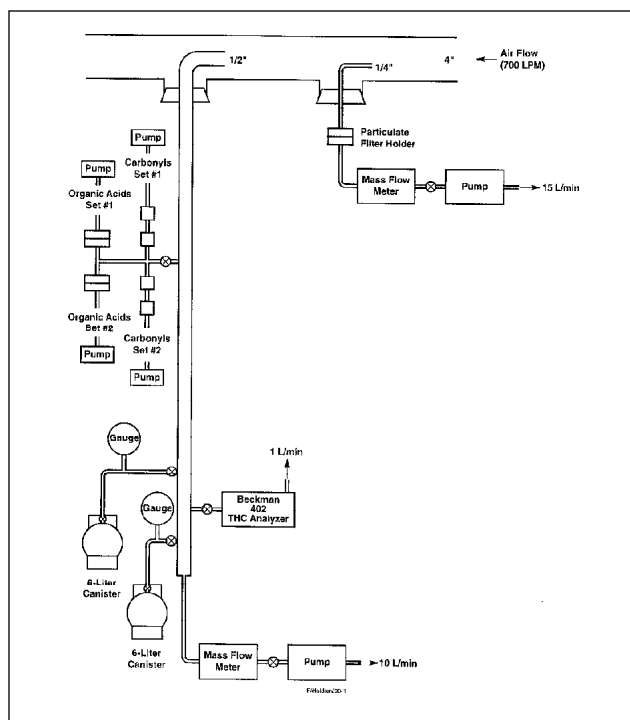 1/2"
1/4"
4"
Air Flow
(700 LPM)
Particulate
Filter Holder
Mass Flow
Meter
Pump
15 L/min
Pump
Carbonyls
Set #1
Pump
Organic Acids
Set #1
Organic Acids
Set #2
Pump
Carbonyls
Set #2
Pump
Gauge
1 L/min
Beckman
402
THC Analyzer
Gauge
6-Liter
Canister
6-Liter
Canister
Mass Flow
Meter
Pump
10 L/min